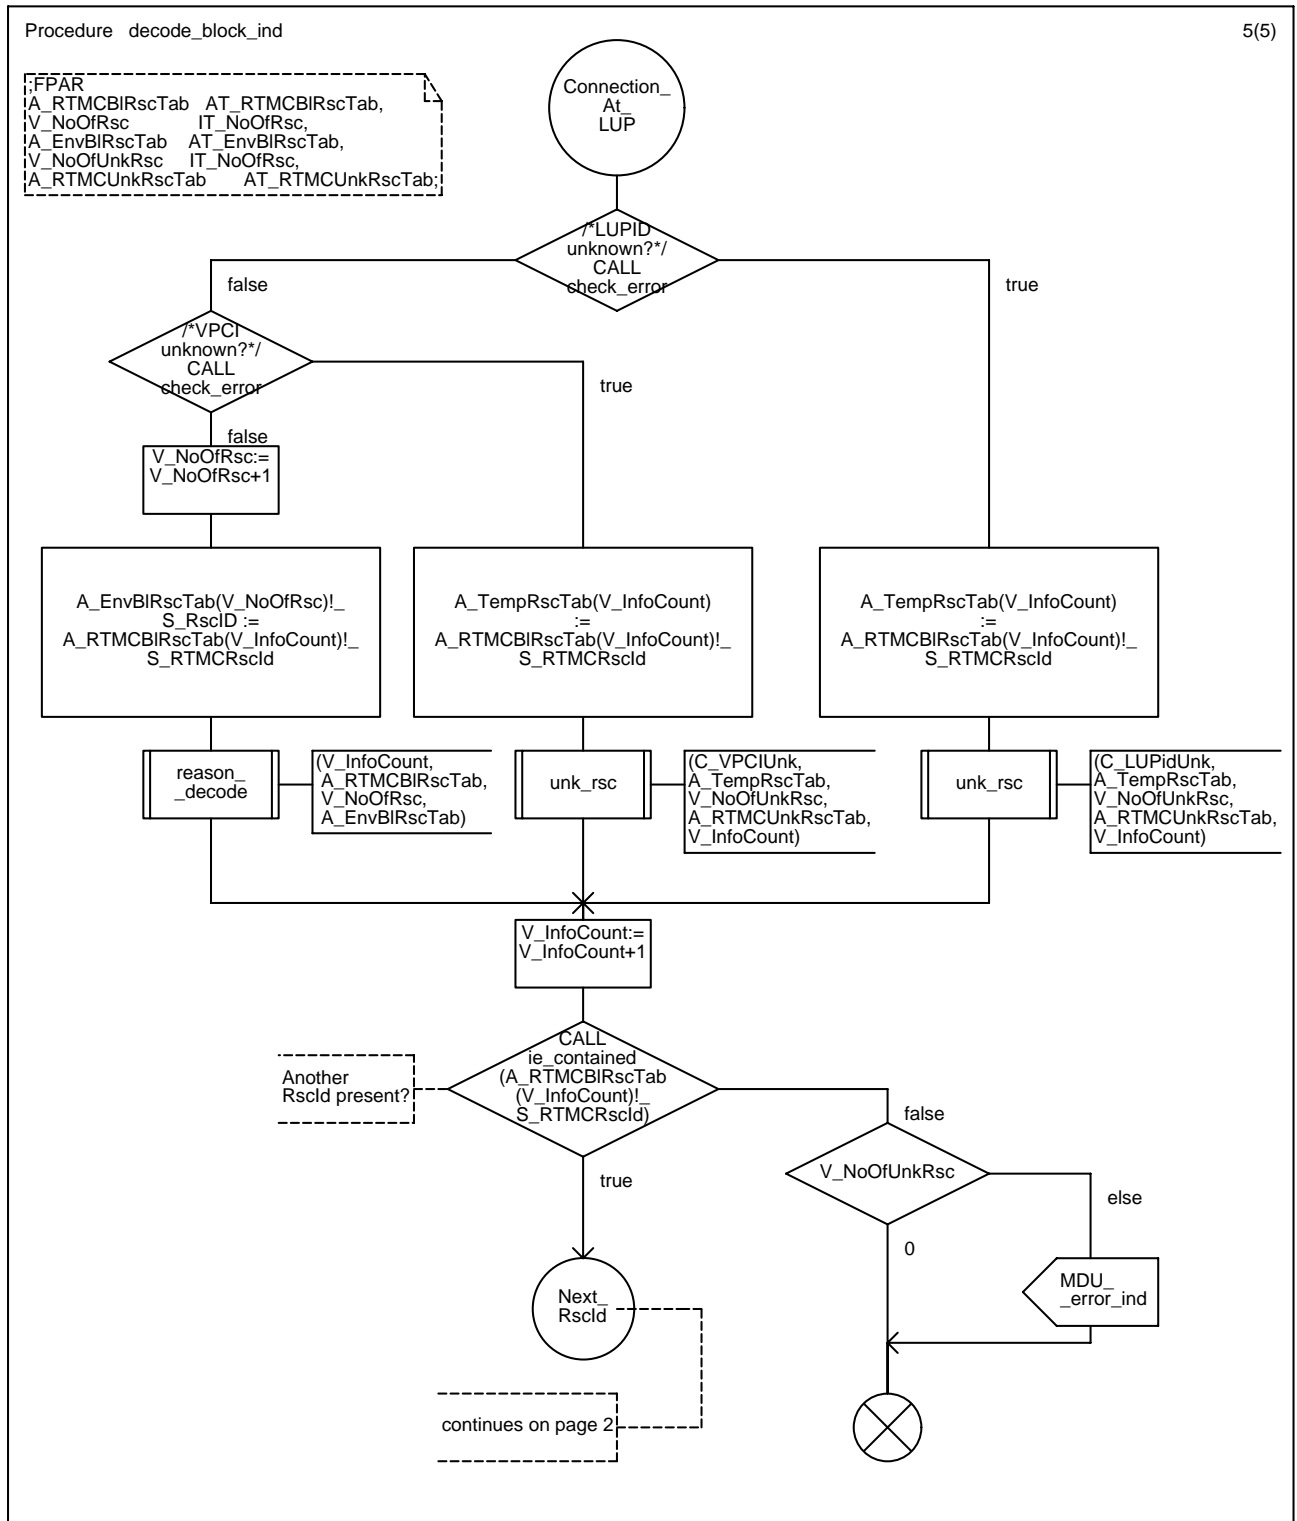 Procedure decode_block_ind
5(5)
;FPAR
A_RTMCBlRscTab AT_RTMCBlRscTab,
V_NoOfRsc IT_NoOfRsc,
A_EnvBlRscTab AT_EnvBlRscTab,
V_NoOfUnkRsc IT_NoOfRsc,
A_RTMCUnkRscTab AT_RTMCUnkRscTab;
Connection_
At_
LUP
/*LUPID
unknown?*/
CALL
check_error
false
true
/*VPCI
unknown?*/
CALL
check_error
true
false
V_NoOfRsc:=
V_NoOfRsc+1
A_EnvBlRscTab(V_NoOfRsc)!_
S_RscID :=
A_RTMCBlRscTab(V_InfoCount)!_
S_RTMCRscId
A_TempRscTab(V_InfoCount)
:=
A_RTMCBlRscTab(V_InfoCount)!_
S_RTMCRscId
A_TempRscTab(V_InfoCount)
:=
A_RTMCBlRscTab(V_InfoCount)!_
S_RTMCRscId
reason_
_decode
(V_InfoCount,
A_RTMCBlRscTab,
V_NoOfRsc,
A_EnvBlRscTab)
unk_rsc
(C_VPCIUnk,
A_TempRscTab,
V_NoOfUnkRsc,
A_RTMCUnkRscTab,
V_InfoCount)
unk_rsc
(C_LUPidUnk,
A_TempRscTab,
V_NoOfUnkRsc,
A_RTMCUnkRscTab,
V_InfoCount)
V_InfoCount:=
V_InfoCount+1
CALL
ie_contained
(A_RTMCBlRscTab
(V_InfoCount)!_
S_RTMCRscId)
Another
RscId present?
false
true
V_NoOfUnkRsc
else
0
MDU_
_error_ind
Next_
RscId
continues on page 2